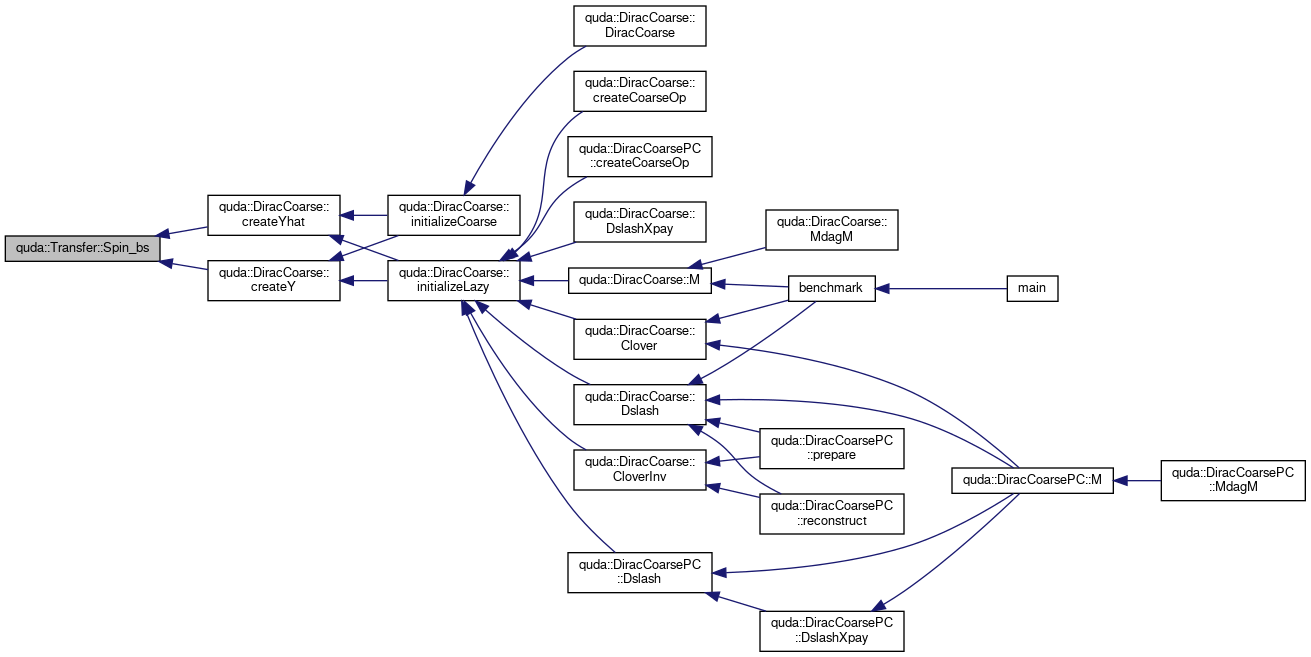 quda::Transfer::Spin_bs
quda::DiracCoarse::
createYhat
quda::DiracCoarse::
createY
quda::DiracCoarse::
initializeCoarse
quda::DiracCoarse::
initializeLazy
quda::DiracCoarse::
DiracCoarse
quda::DiracCoarse::
createCoarseOp
quda::DiracCoarsePC
::createCoarseOp
quda::DiracCoarse::
DslashXpay
quda::DiracCoarse::M
quda::DiracCoarse::
Clover
quda::DiracCoarse::
Dslash
quda::DiracCoarse::
CloverInv
quda::DiracCoarsePC
::Dslash
quda::DiracCoarse::
MdagM
benchmark
quda::DiracCoarsePC
::prepare
quda::DiracCoarsePC
::reconstruct
quda::DiracCoarsePC
::DslashXpay
main
quda::DiracCoarsePC::M
quda::DiracCoarsePC
::MdagM